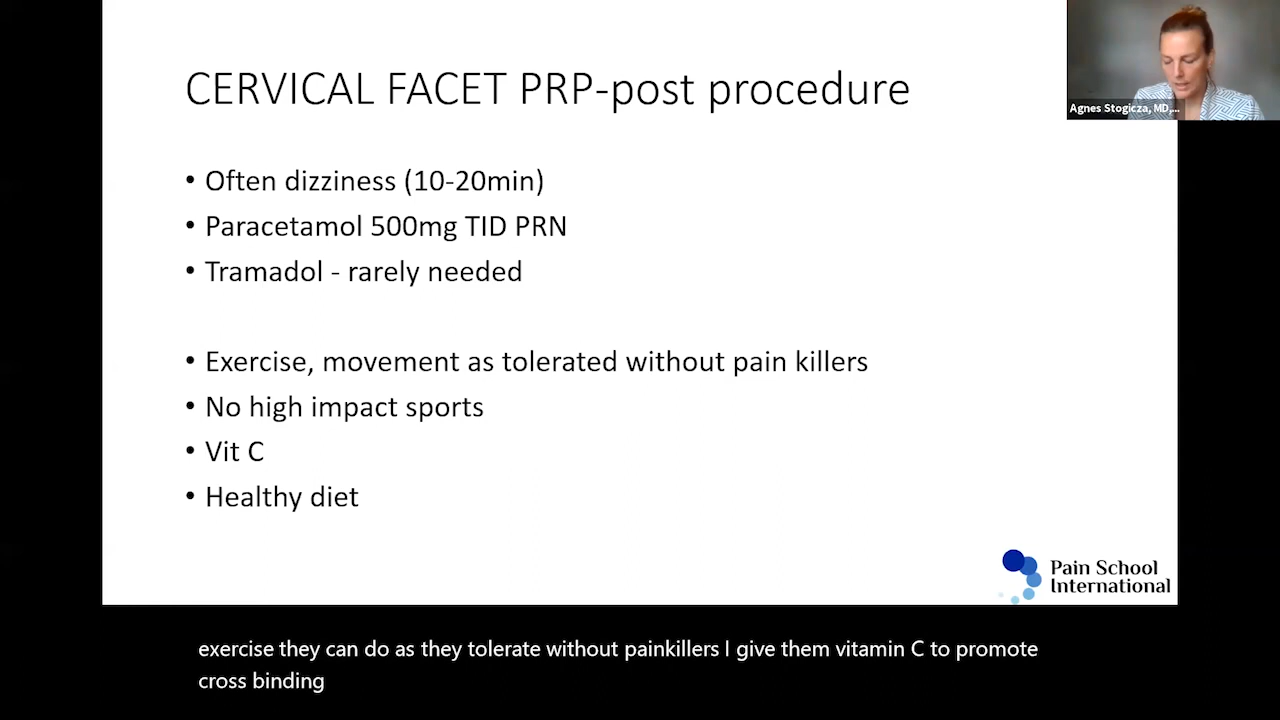 CERVICAL FACET PRP-post procedure
Agnes Stogicza, MD,...
• Often dizziness (10-20min)
• Paracetamol 500mg TID PRN
• Tramadol - rarely needed
• Exercise, movement as tolerated without pain killers
• No high impact sports
• Vit C
• Healthy diet
Pain School
International
exercise they can do as they tolerate without painkillers I give them vitamin C to promote
cross binding